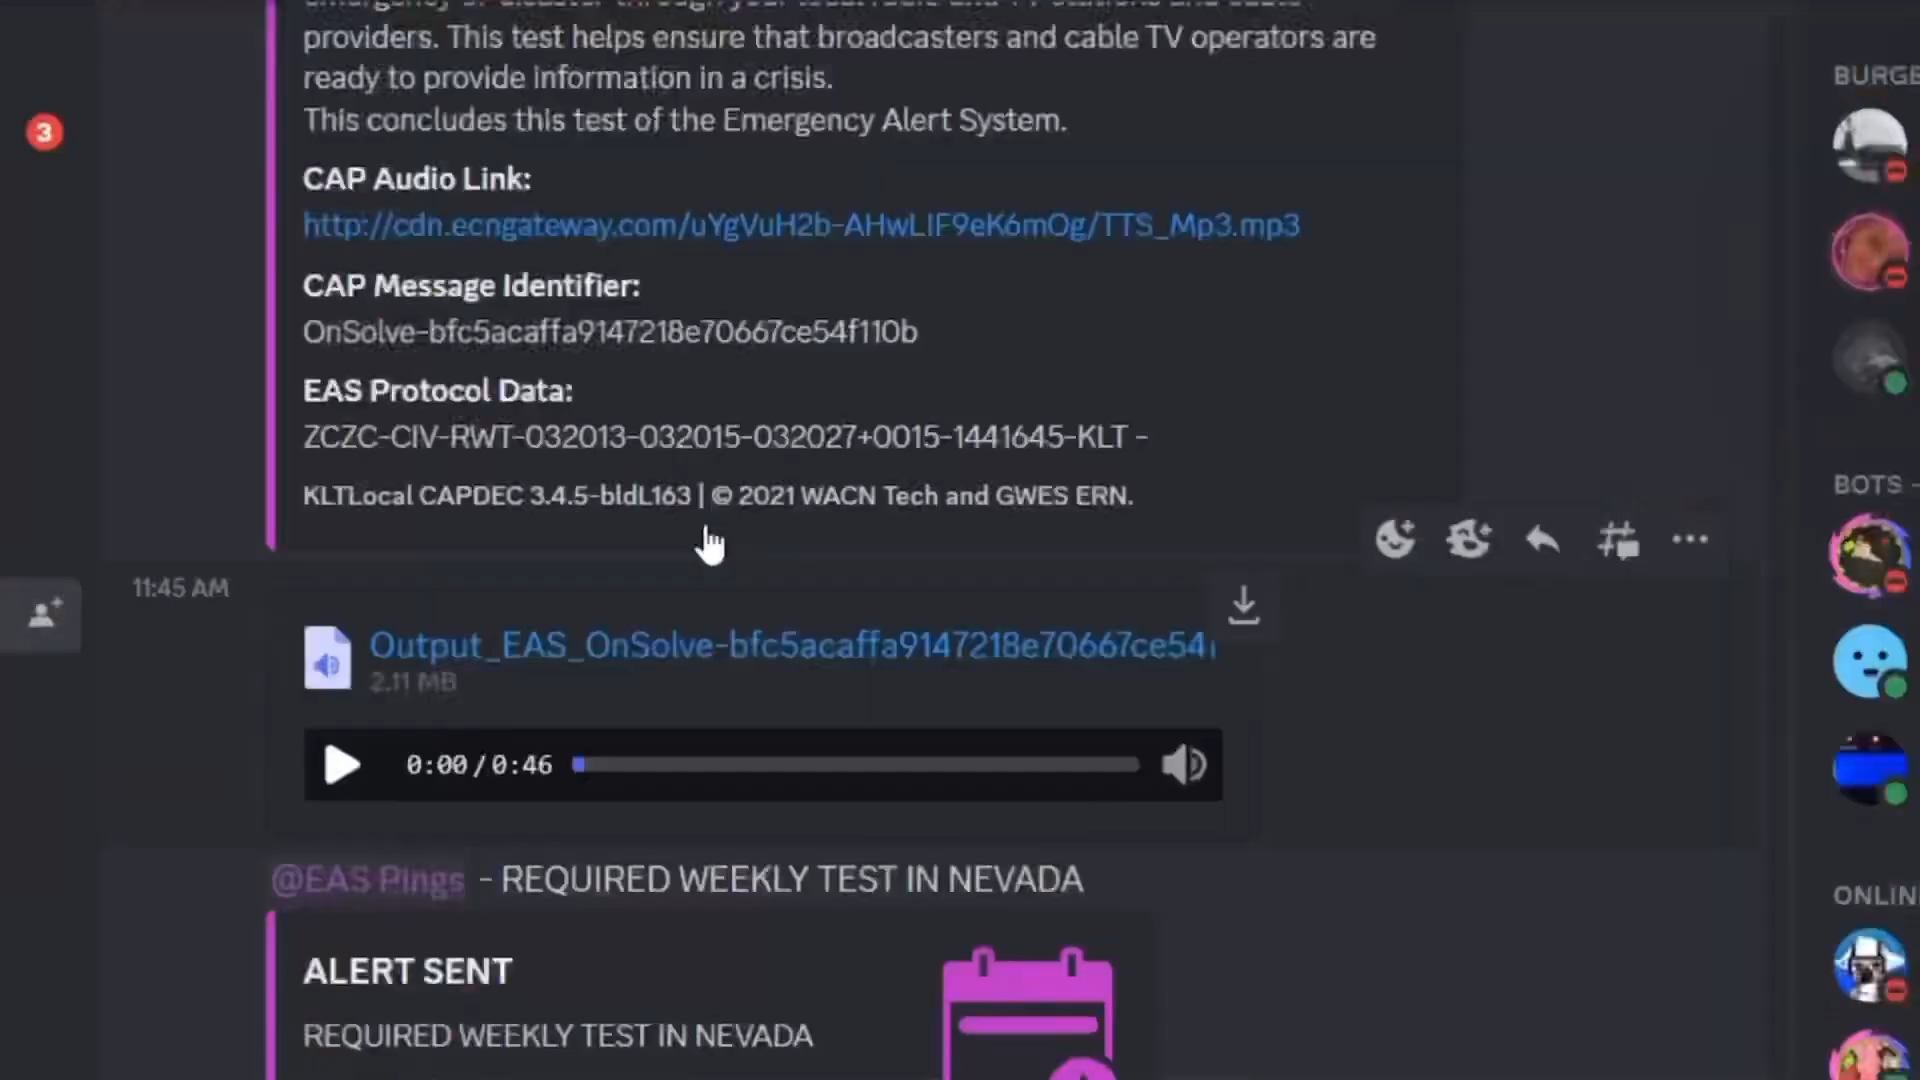 providers. This test helps ensure that broadcasters and cable TV operators are
ready to provide information in a crisis.
This concludes this test of the Emergency Alert System.
3
CAP Audio Link:
http://cdn.ecngateway.com/uYgVuH2b-AHwLIF9eK6mOg/TTS_Mp3.mp3
CAP Message Identifier:
OnSolve-bfc5acaffa9147218e70667ce54f110b
EAS Protocol Data:
ZCZC-CIV-RWT-032013-032015-032027+0015-1441645-KLT -
KLTLocal CAPDEC 3.4.5-bldL163 | © 2021 WACN Tech and GWES ERN.
11:45 AM
Output_EAS_OnSolve-bfc5acaffa9147218e70667ce54
2.11 MB
0:00 / 0:46
@EAS Pings - REQUIRED WEEKLY TEST IN NEVADA
ALERT SENT
REQUIRED WEEKLY TEST IN NEVADA
BURGE
BOTS -
ONLIN